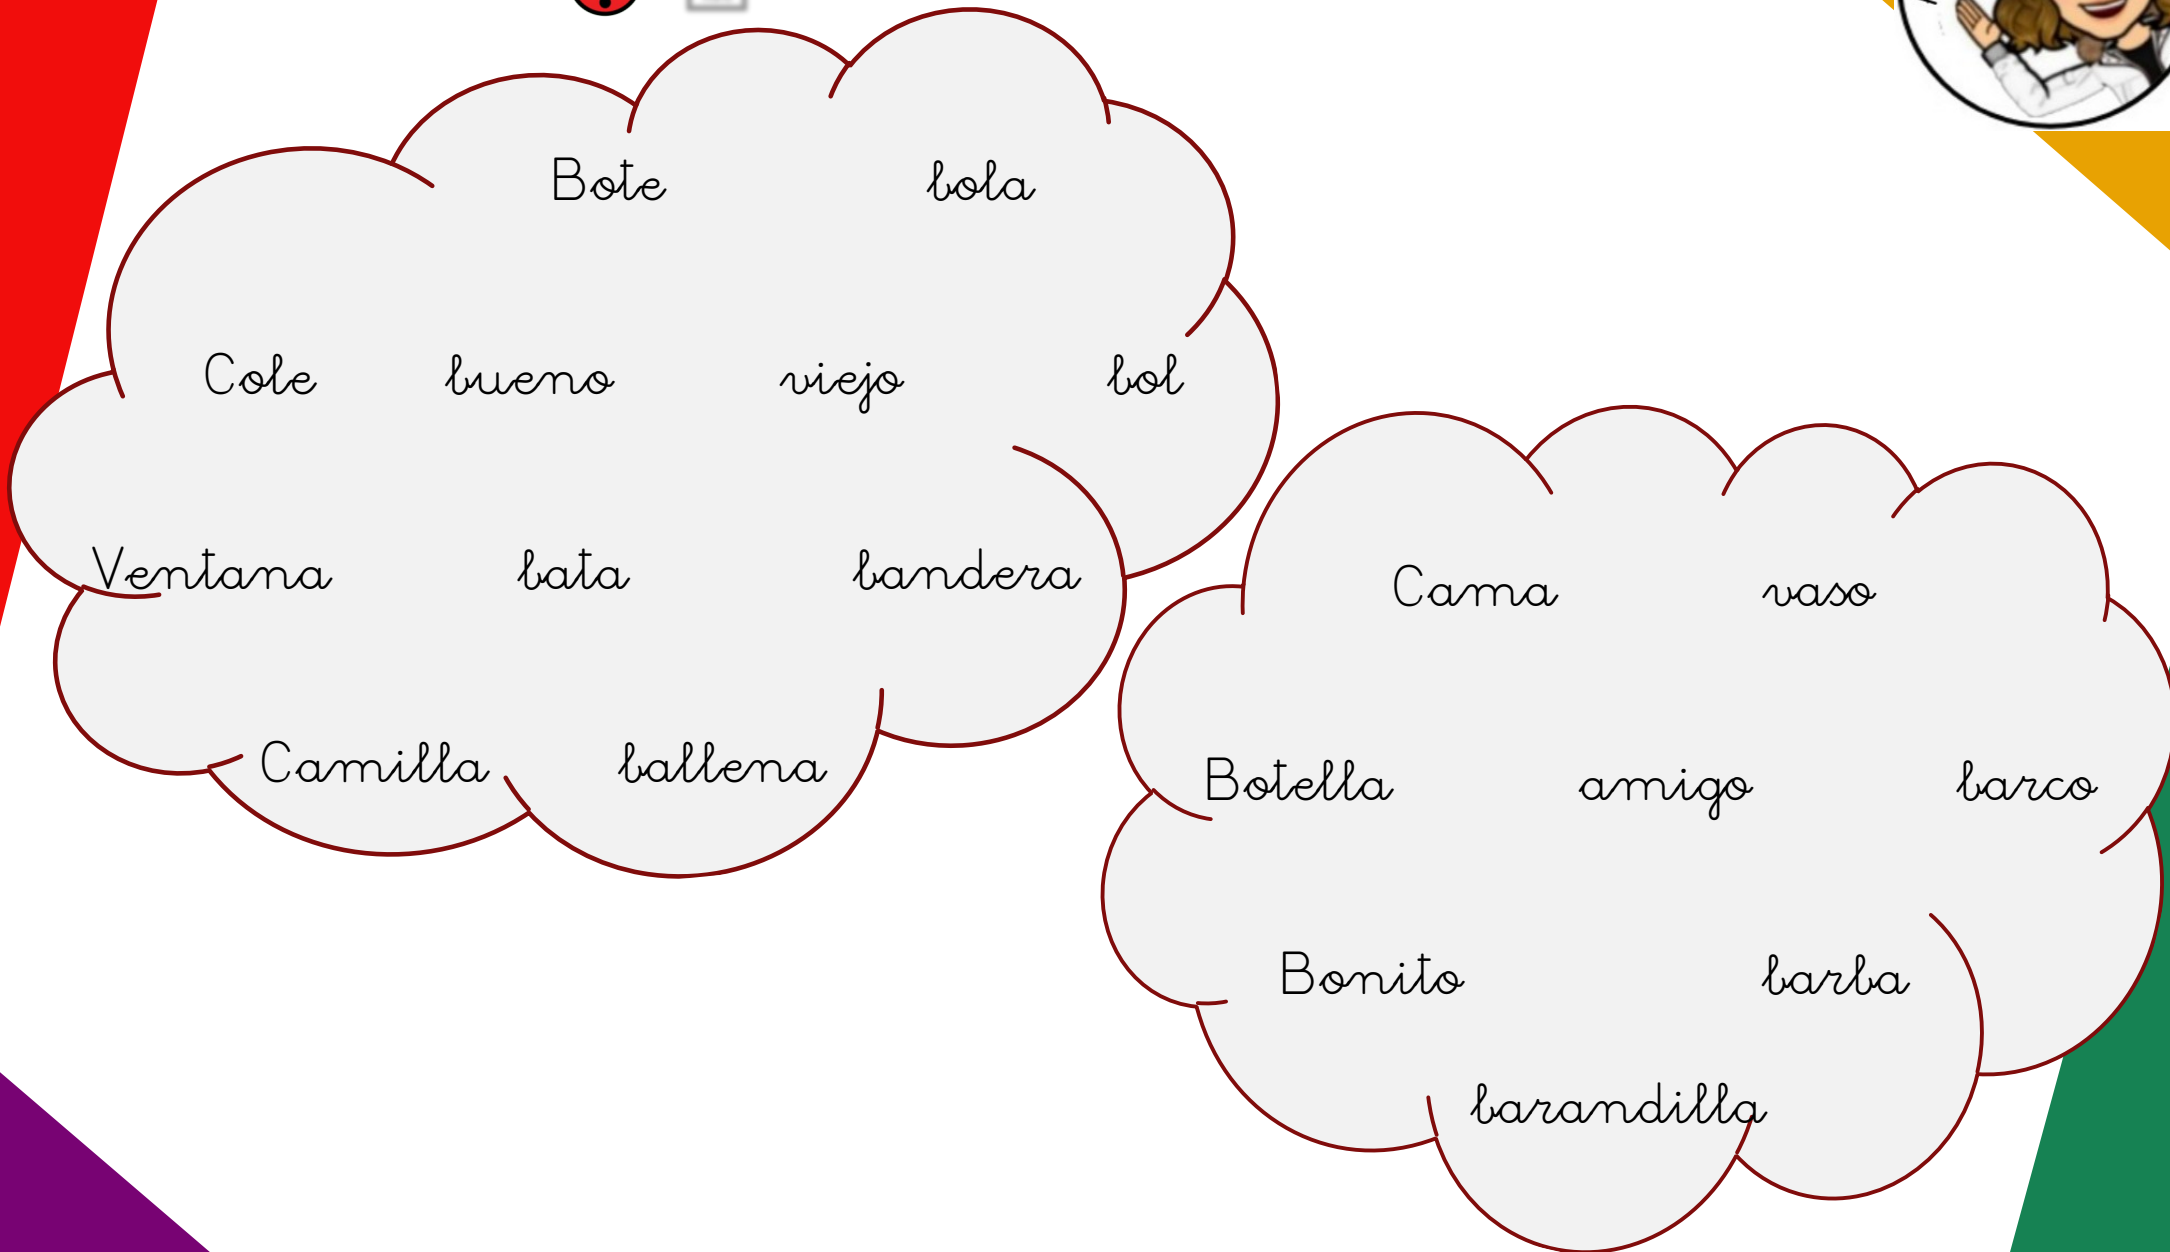 Bote bola
Cole bueno viejo bol
Ventana bata bandera
Camilla ballena
Cama vaso
Botella amigo barco
Bonito barba
barandilla